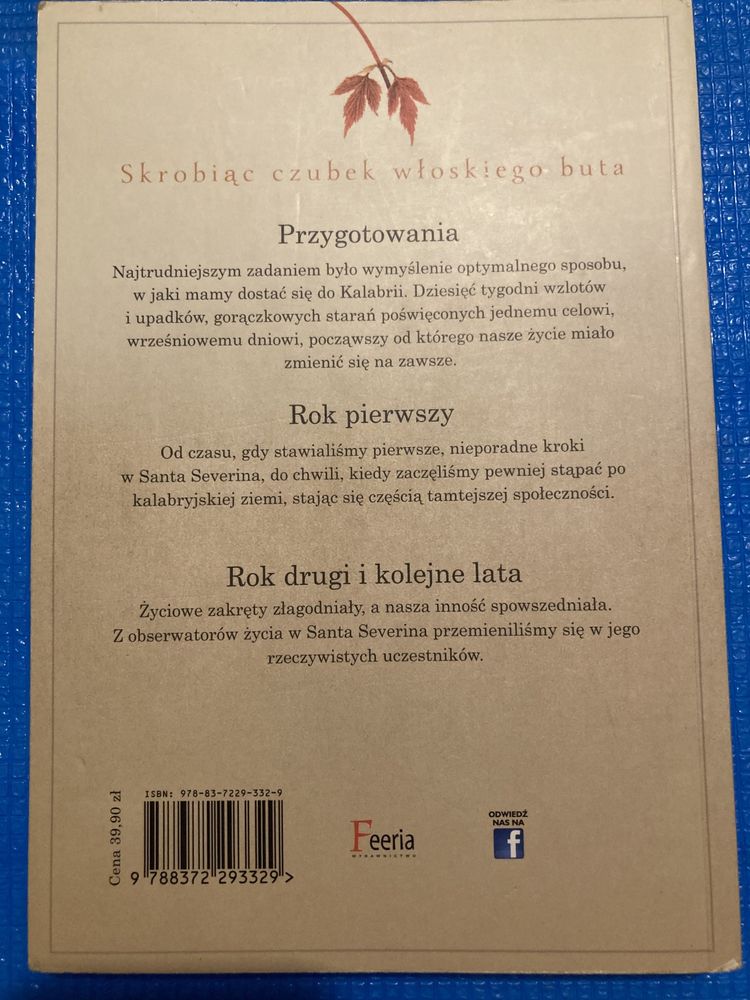 Skrobiąc czubek włoskiego buta
Przygotowania
Najtrudniejszym zadaniem było wymyślenie optymalnego sposobu,
w jaki mamy dostać się do Kalabrii. Dziesięć tygodni wzlotów
i upadków, gorączkowych starań poświęconych jednemu celowi,
wrześniowemu dniowi, począwszy od którego nasze życie miało
zmienić się na zawsze.
Rok pierwszy
Od czasu, gdy stawialiśmy pierwsze, nieporadne kroki
w Santa Severina, do chwili, kiedy zaczęliśmy pewniej stąpać po
kalabryjskiej ziemi, stając się częścią tamtejszej społeczności.
Rok drugi i kolejne lata
Życiowe zakręty złagodniały, a nasza inność spowszedniała.
Z obserwatorów życia w Santa Severina przemieniliśmy się w jego
rzeczywistych uczestników.
Cena 39,90 zł
ISBN: 978-83-7229-332-9
9 788372 293329 >
Feeria
WYDAWNICTWO
ODWIEDŹ
NAS NA
f